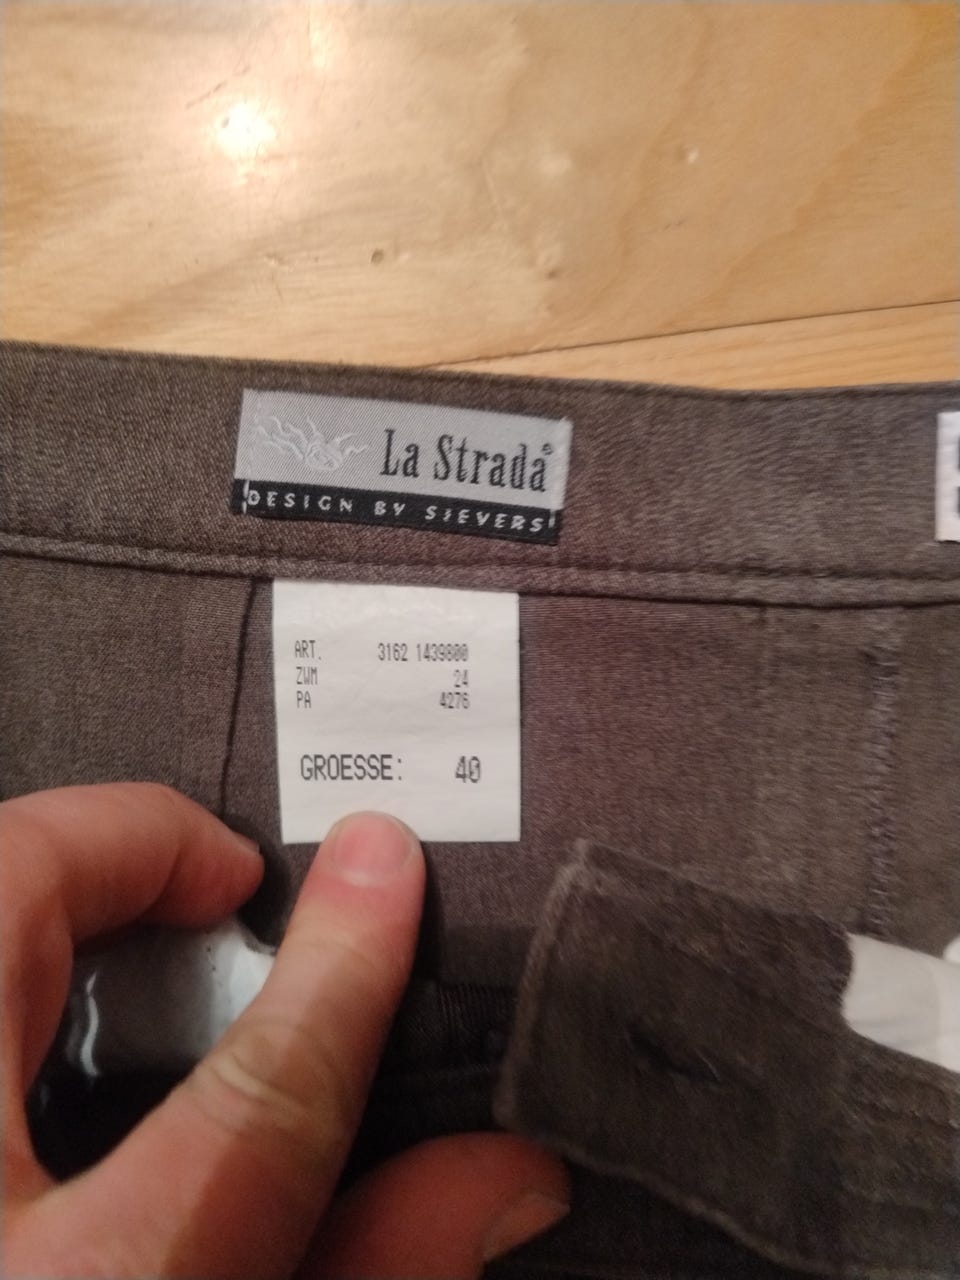 La Strada®
DESIGN BY SIEVERS
ART. 3162 1439800
ZWM 24
PA 4276
GROESSE: 40